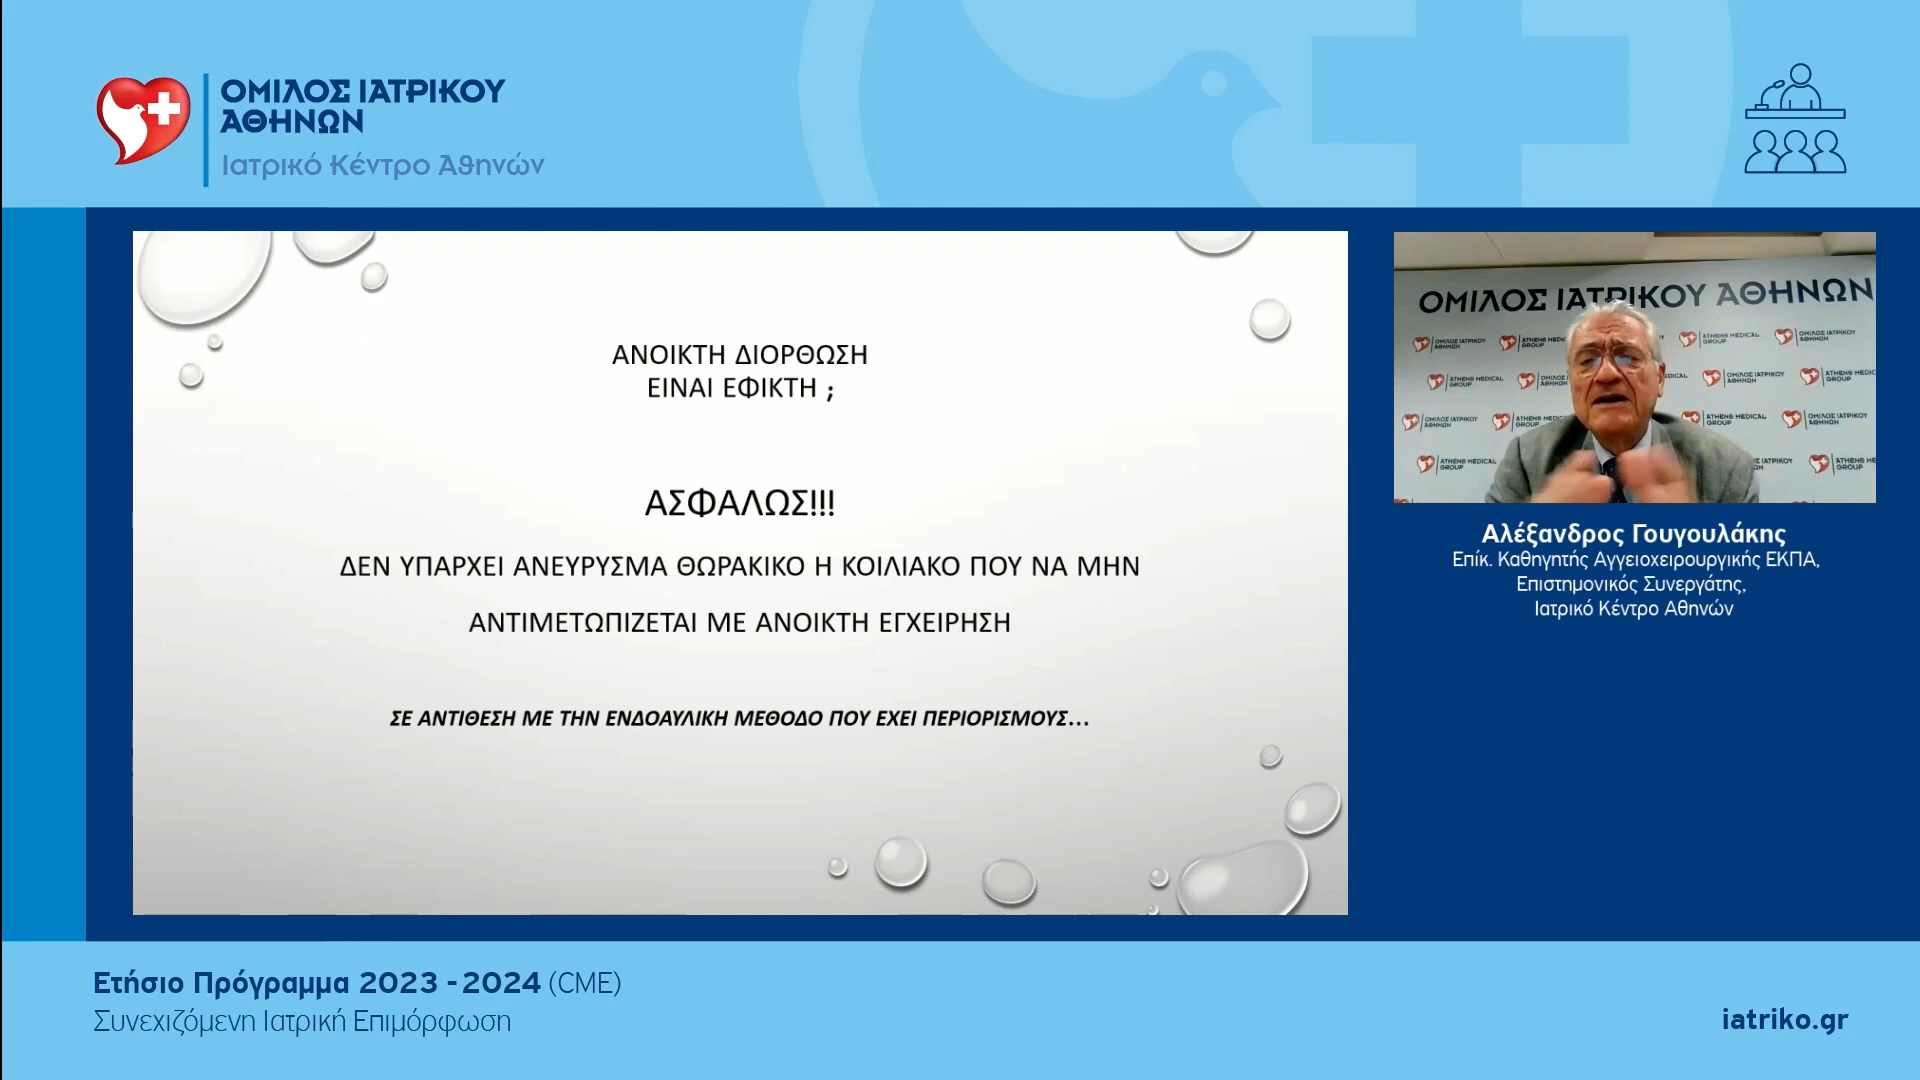 ΟΜΙΛΟΣ ΙΑΤΡΙΚΟΥ
ΑΘΗΝΩΝ
Ιατρικό Κέντρο Αθηνών
ΑΝΟΙΚΤΗ ΔΙΟΡΘΩΣΗ
ΕΙΝΑΙ ΕΦΙΚΤΗ ;
ΑΣΦΑΛΩΣ!!!
ΔΕΝ ΥΠΑΡΧΕΙ ΑΝΕΥΡΥΣΜΑ ΘΩΡΑΚΙΚΟ Η ΚΟΙΛΙΑΚΟ ΠΟΥ ΝΑ ΜΗΝ
ΑΝΤΙΜΕΤΩΠΙΖΕΤΑΙ ΜΕ ΑΝΟΙΚΤΗ ΕΓΧΕΙΡΗΣΗ
ΣΕ ΑΝΤΙΘΕΣΗ ΜΕ ΤΗΝ ΕΝΔΟΑΥΛΙΚΗ ΜΕΘΟΔΟ ΠΟΥ ΕΧΕΙ ΠΕΡΙΟΡΙΣΜΟΥΣ...
ΟΜΙΛΟΣ ΙΑΤΡΙΚΟΥ ΑΘΗΝΩΝ
Αλέξανδρος Γουγουλάκης
Επίκ. Καθηγητής Αγγειοχειρουργικής ΕΚΠΑ,
Επιστημονικός Συνεργάτης,
Ιατρικό Κέντρο Αθηνών
Ετήσιο Πρόγραμμα 2023 - 2024 (CME)
Συνεχιζόμενη Ιατρική Επιμόρφωση
iatriko.gr